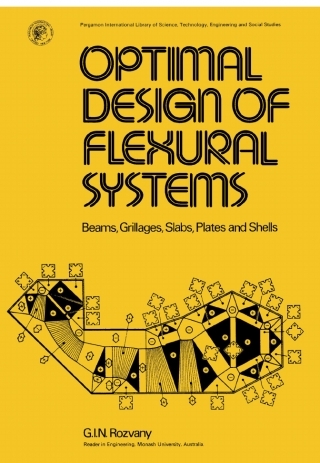 Pergamon International Library of Science, Technology, Engineering and Social Studies
OPTIMAL
DESIGN OF
FLEXURAL
SYSTEMS
Beams, Grillages, Slabs, Plates and Shells
G.I.N. Rozvany
Reader in Engineering, Monash University, Australia